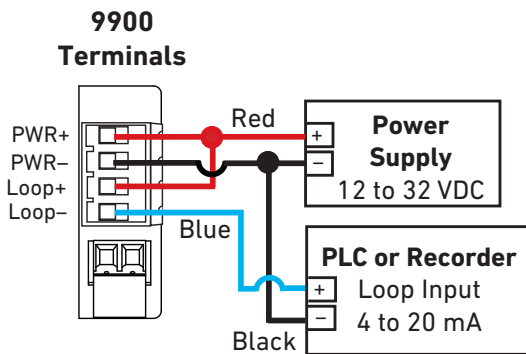 9900
Terminals
PWR+
PWR–
Loop+
Loop–
Red
Blue
Black
+
–
Power
Supply
12 to 32 VDC
PLC or Recorder
+
Loop Input
–
4 to 20 mA